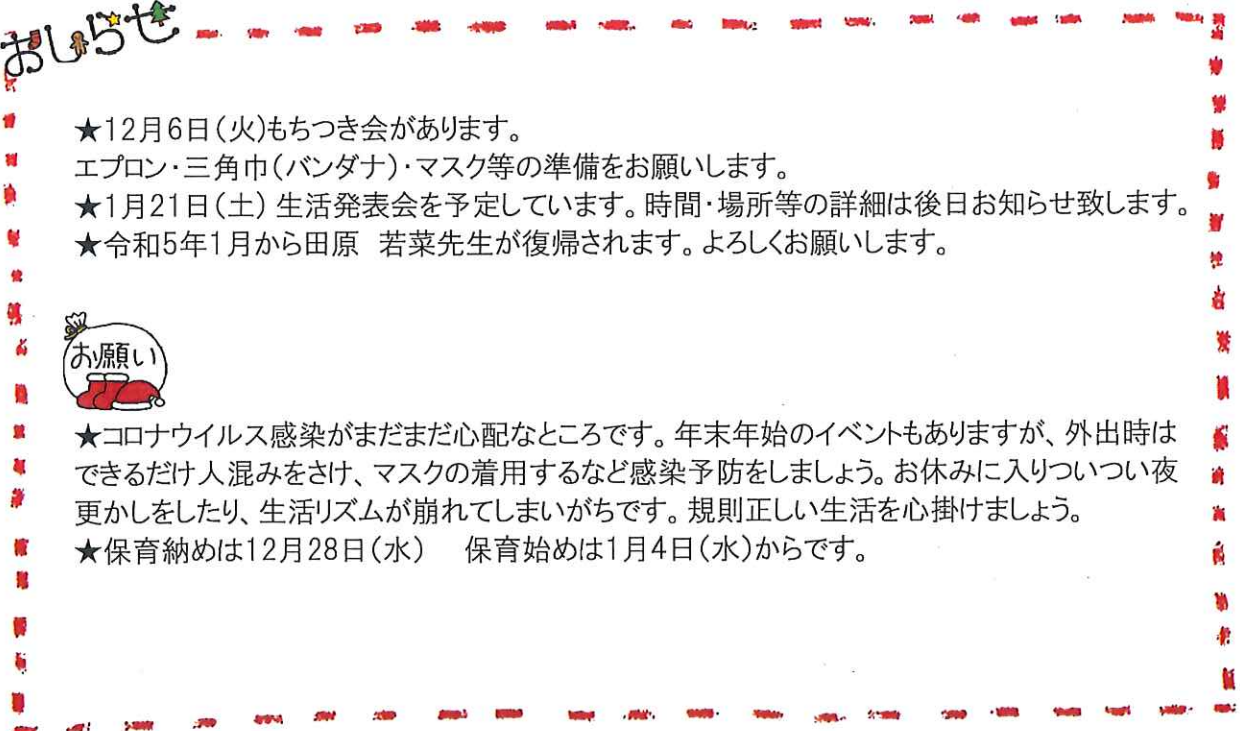 おしらせ
★12月6日(火)もちつき会があります。
エプロン・三角巾(バンダナ)・マスク等の準備をお願いします。
★1月21日(土) 生活発表会を予定しています。時間・場所等の詳細は後日お知らせ致します。
★令和5年1月から田原　若菜先生が復帰されます。よろしくお願いします。
お願い
★コロナウイルス感染がまだまだ心配なところです。年末年始のイベントもありますが、外出時は
できるだけ人混みをさけ、マスクの着用するなど感染予防をしましょう。お休みに入りついつい夜
更かしをしたり、生活リズムが崩れてしまいがちです。規則正しい生活を心掛けましょう。
★保育納めは12月28日(水)　保育始めは1月4日(水)からです。